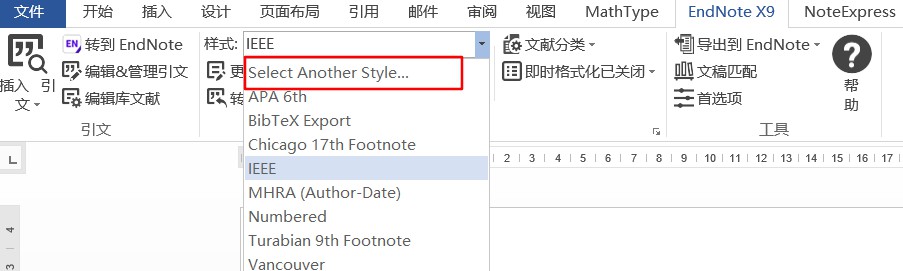 文件 开始 插入 设计 页面布局 引用 邮件 审阅 视图 MathType EndNote X9 NoteExpress
EN 转到 EndNote 样式: IEEE 文献分类 导出到 EndNote
插入 引文 编辑&管理引文 更 Select Another Style... 即时格式化已关闭 文稿匹配 帮助
编辑库文献 转 APA 6th 首选项
BibTeX Export
引文 Chicago 17th Footnote 工具
L IEEE 2 3 4 5 6 7 8 9 10 11 12 13 14 15 16 17
MHRA (Author-Date)
4 Numbered
Turabian 9th Footnote
3 Vancouver